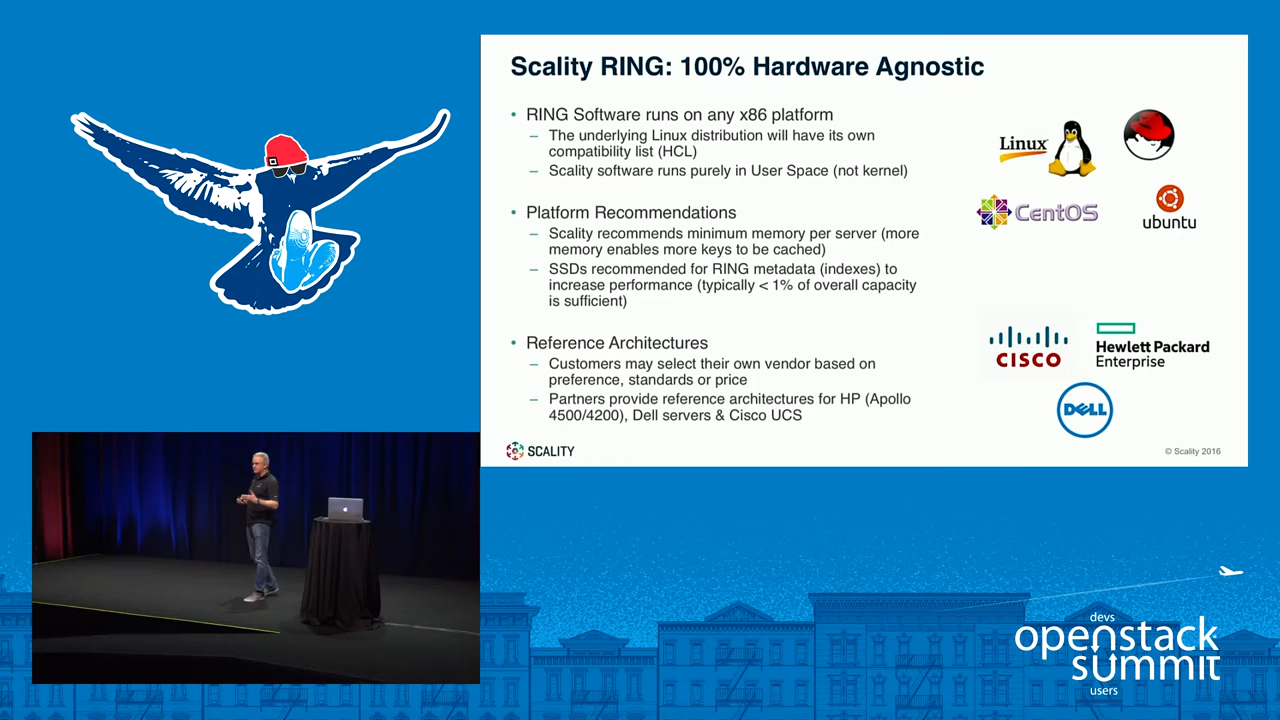 Scality RING: 100% Hardware Agnostic
• RING Software runs on any x86 platform
– The underlying Linux distribution will have its own
compatibility list (HCL)
– Scality software runs purely in User Space (not kernel)
• Platform Recommendations
– Scality recommends minimum memory per server (more
memory enables more keys to be cached)
– SSDs recommended for RING metadata (indexes) to
increase performance (typically < 1% of overall capacity
is sufficient)
• Reference Architectures
– Customers may select their own vendor based on
preference, standards or price
– Partners provide reference architectures for HP (Apollo
4500/4200), Dell servers & Cisco UCS
Linux
CentOS
ubuntu
CISCO
Hewlett Packard
Enterprise
DELL
SCALITY
© Scality 2016
devs
openstack
summit
users